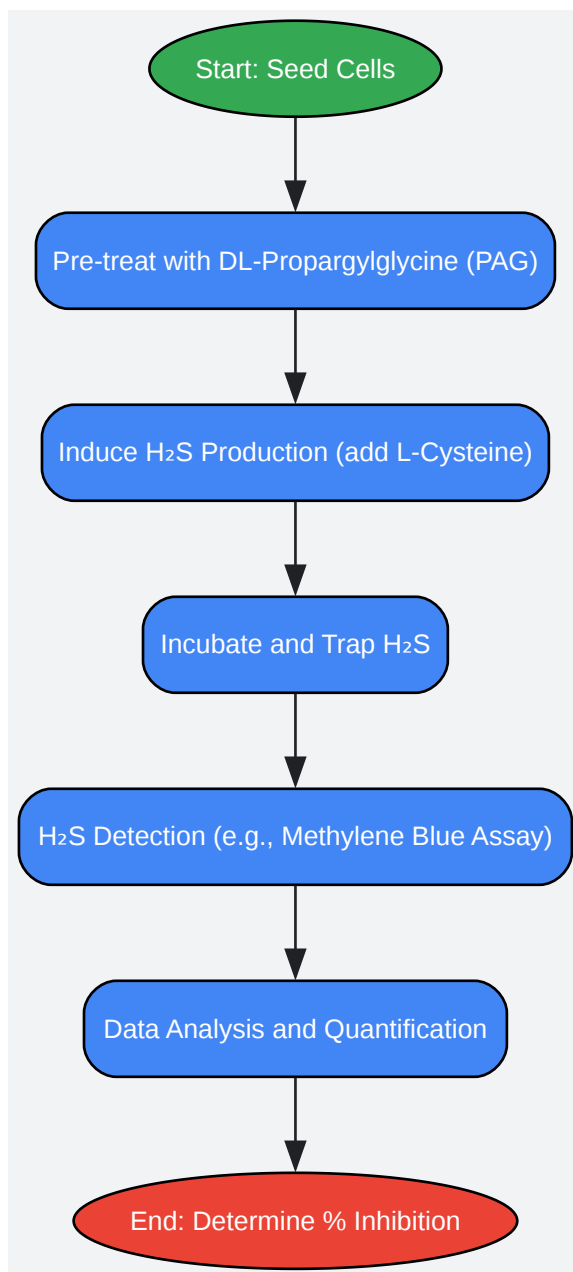 Start: Seed Cells
Pre-treat with DL-Propargylglycine (PAG)
Induce H₂S Production (add L-Cysteine)
Incubate and Trap H₂S
H₂S Detection (e.g., Methylene Blue Assay)
Data Analysis and Quantification
End: Determine % Inhibition